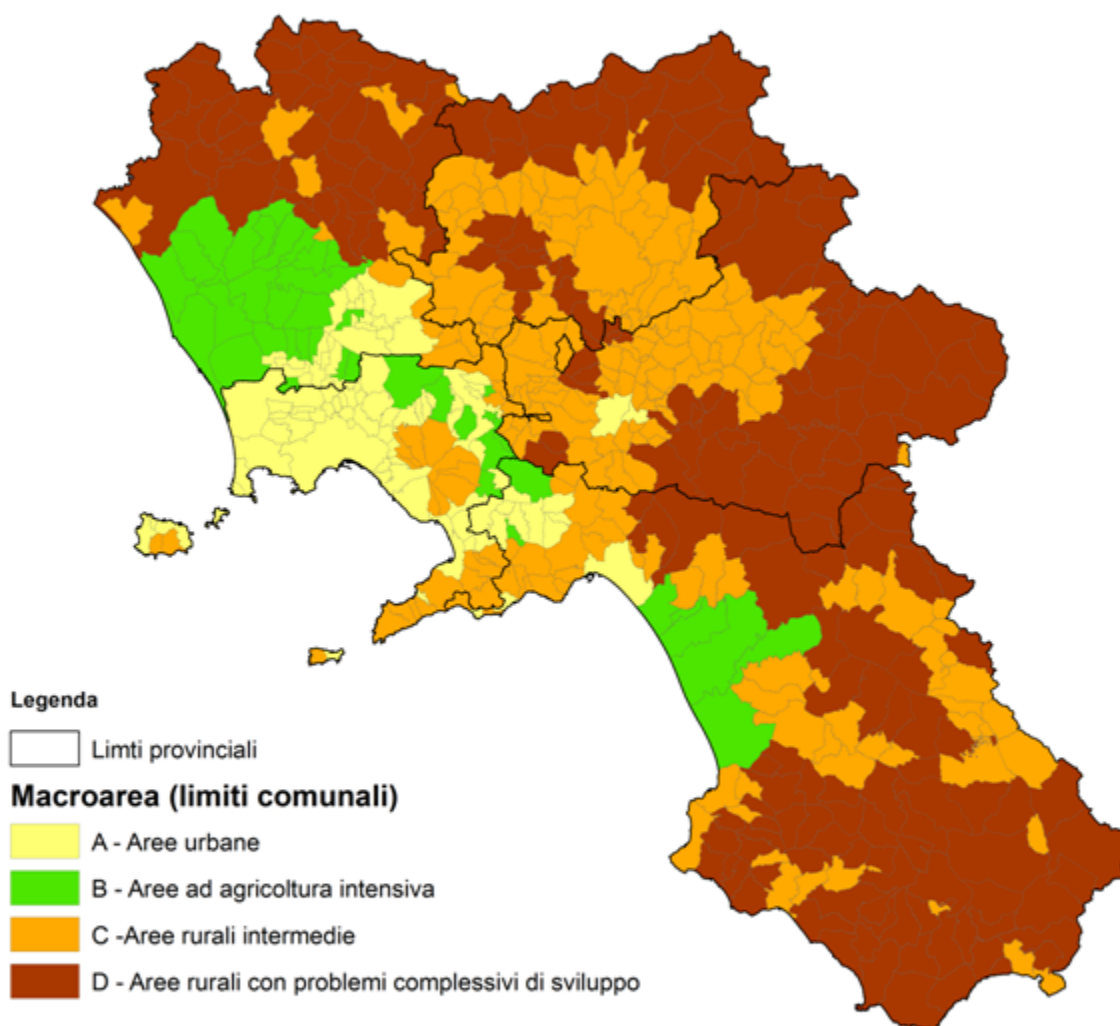 Legenda
Limti provinciali
Macroarea (limiti comunali)
A - Aree urbane
B - Aree ad agricoltura intensiva
C -Aree rurali intermedie
D - Aree rurali con problemi complessivi di sviluppo